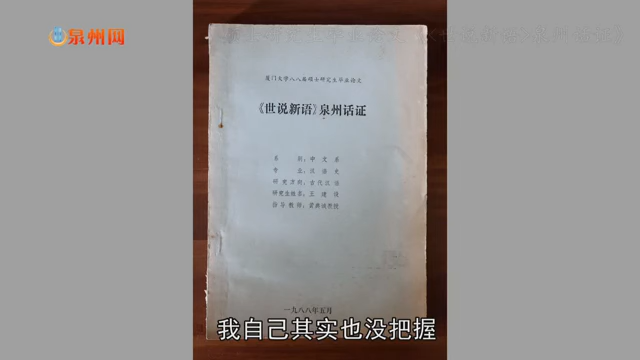 泉州网
厦门大学八八届硕士研究生毕业论文
《世说新语》泉州话证
系别：中文系
专业：汉语史
研究方向：古代汉语
研究生姓名：王建设
指导教师：
一九八八年五月
我自己其实也没把握